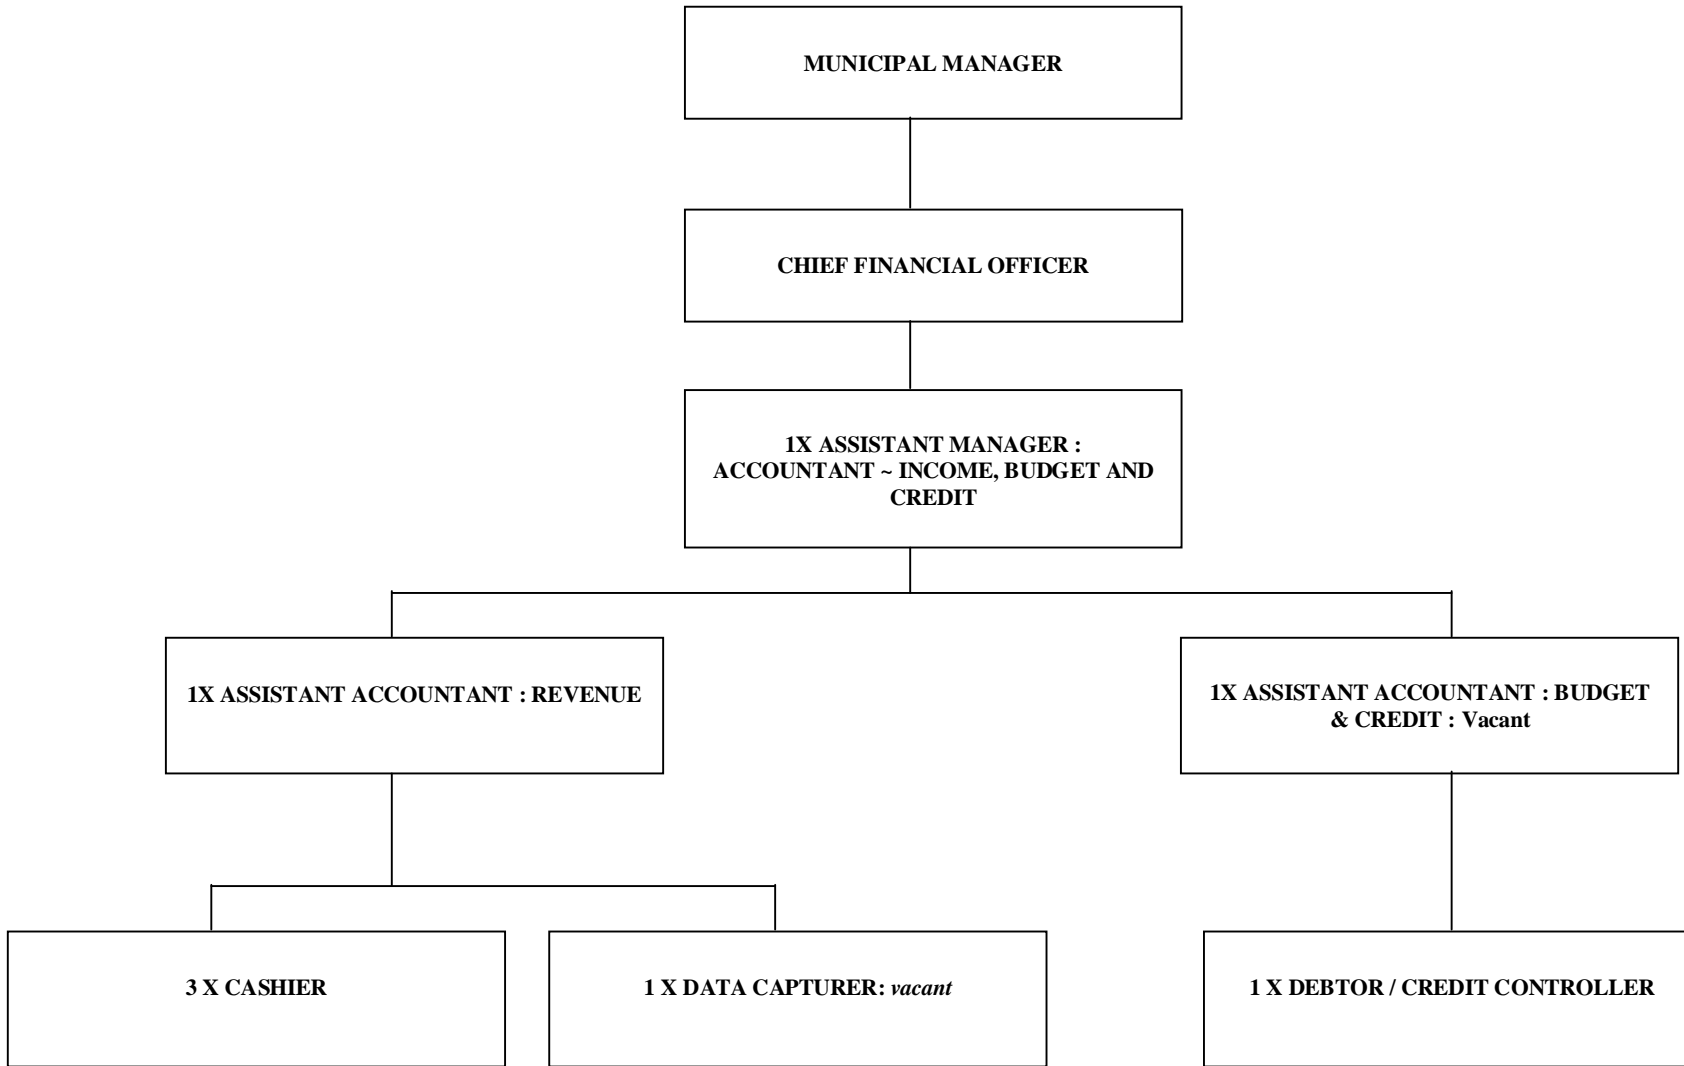 MUNICIPAL MANAGER
CHIEF FINANCIAL OFFICER
1X ASSISTANT MANAGER :
ACCOUNTANT ~ INCOME, BUDGET AND
CREDIT
1X ASSISTANT ACCOUNTANT : REVENUE
1X ASSISTANT ACCOUNTANT : BUDGET
& CREDIT : Vacant
3 X CASHIER
1 X DATA CAPTURER: vacant
1 X DEBTOR / CREDIT CONTROLLER